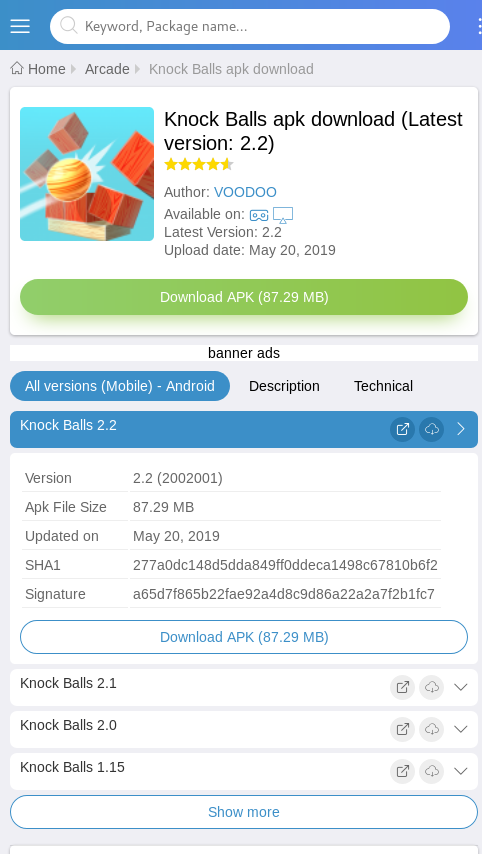 Keyword, Package name...
Home Arcade Knock Balls apk download
Knock Balls apk download (Latest
version: 2.2)
Author: VOODOO
Available on:
Latest Version: 2.2
Upload date: May 20, 2019
Download APK (87.29 MB)
banner ads
All versions (Mobile) - Android Description Technical
Knock Balls 2.2
Version 2.2 (2002001)
Apk File Size 87.29 MB
Updated on May 20, 2019
SHA1 277a0dc148d5dda849ff0ddeca1498c67810b6f2
Signature a65d7f865b22fae92a4d8c9d86a22a2a7f2b1fc7
Download APK (87.29 MB)
Knock Balls 2.1
Knock Balls 2.0
Knock Balls 1.15
Show more